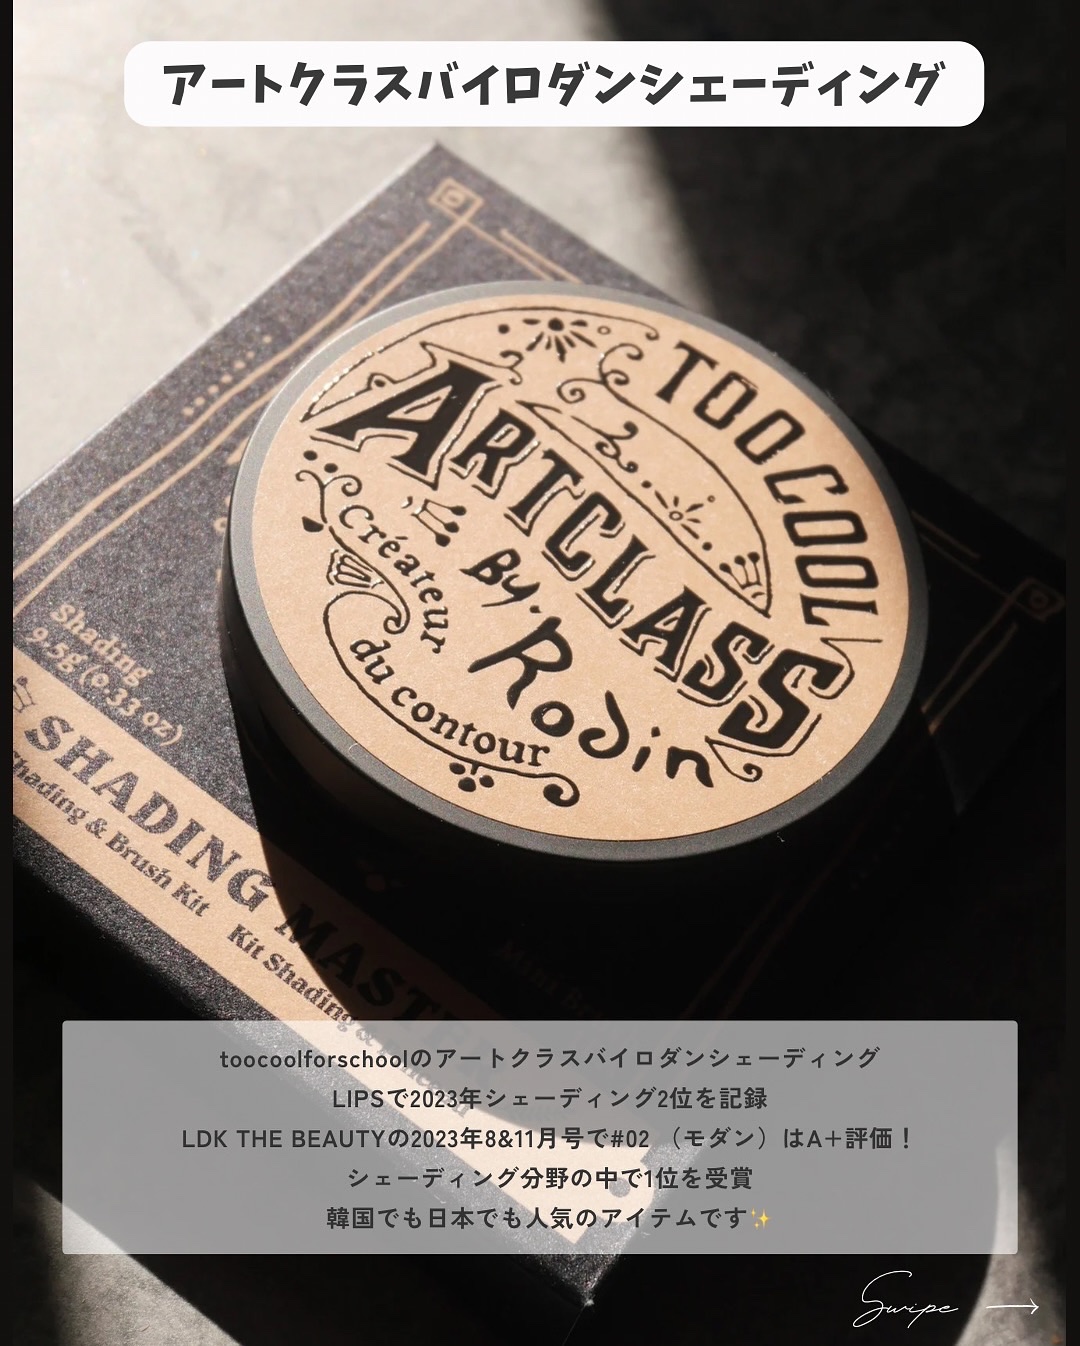 アートクラスバイロダンシェーディング
TOO COOL
ARTCLASS
By. Rodin
Créateur
du contour
Shading
9.5g (0.33 oz)
SHADING MASTE
Shading & Brush Kit
Kit Shading &
toocoolforschoolのアートクラスバイロダンシェーディング
LIPSで2023年シェーディング2位を記録
LDK THE BEAUTYの2023年8&11月号で#02 （モダン）はA＋評価！
シェーディング分野の中で1位を受賞
韓国でも日本でも人気のアイテムです✨
Swipe →